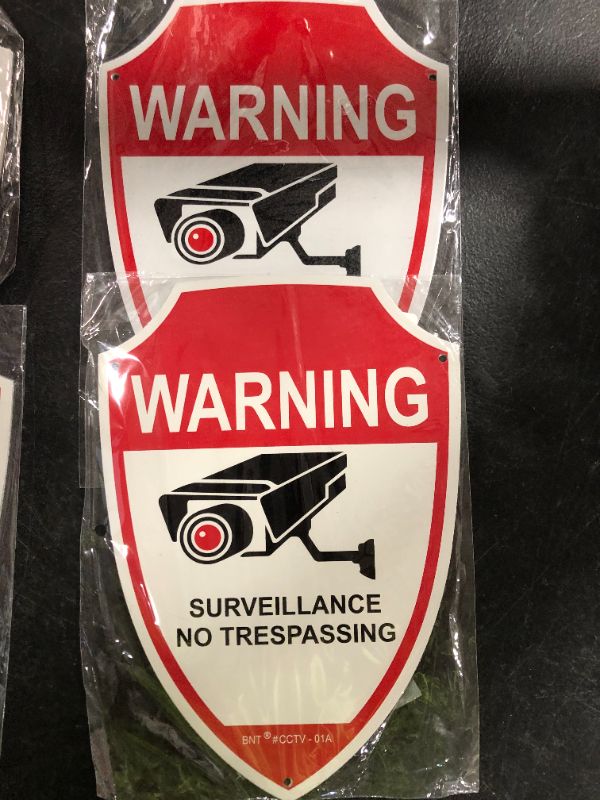 WARNING
WARNING
SURVEILLANCE
NO TRESPASSING
BNT ® #CCTV - 01A